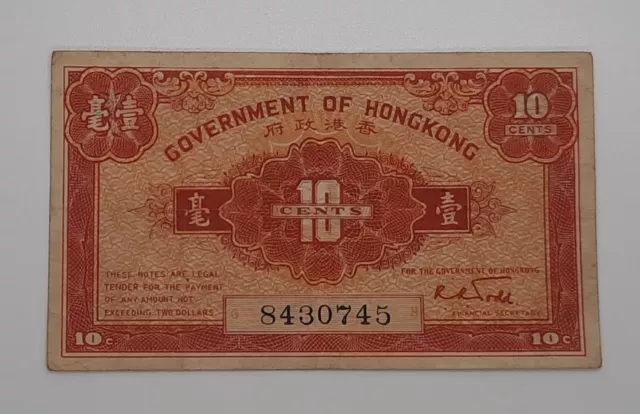 毫壹
10
CENTS
GOVERNMENT OF HONGKONG
府政港香
毫
10
CENTS
壹
THESE NOTES ARE LEGAL
TENDER FOR THE PAYMENT
OF ANY AMOUNT NOT
EXCEEDING TWO DOLLARS
FOR THE GOVERNMENT OF HONGKONG
8430745
FINANCIAL SECRETARY
10 c
10 c